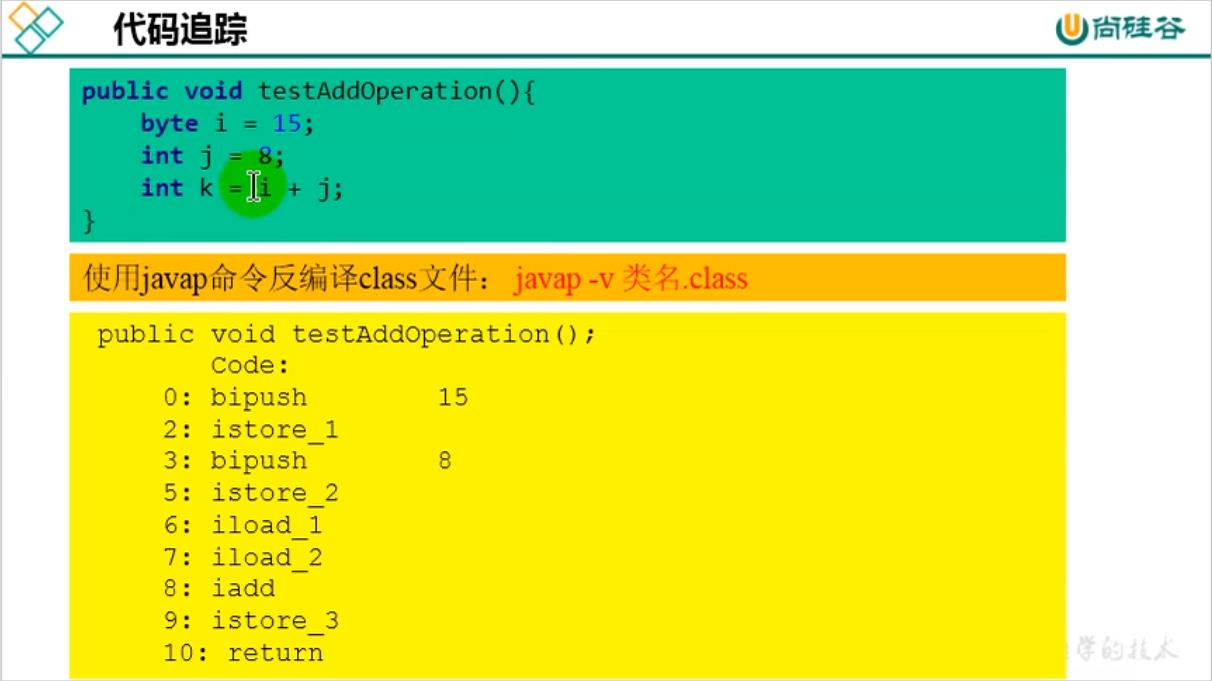 代码追踪
尚硅谷
public void testAddOperation(){
    byte i = 15;
    int j = 8;
    int k = i + j;
}
使用javap命令反编译class文件： javap -v 类名.class
public void testAddOperation();
Code:
0: bipush 15
2: istore_1
3: bipush 8
5: istore_2
6: iload_1
7: iload_2
8: iadd
9: istore_3
10: return
学的技术